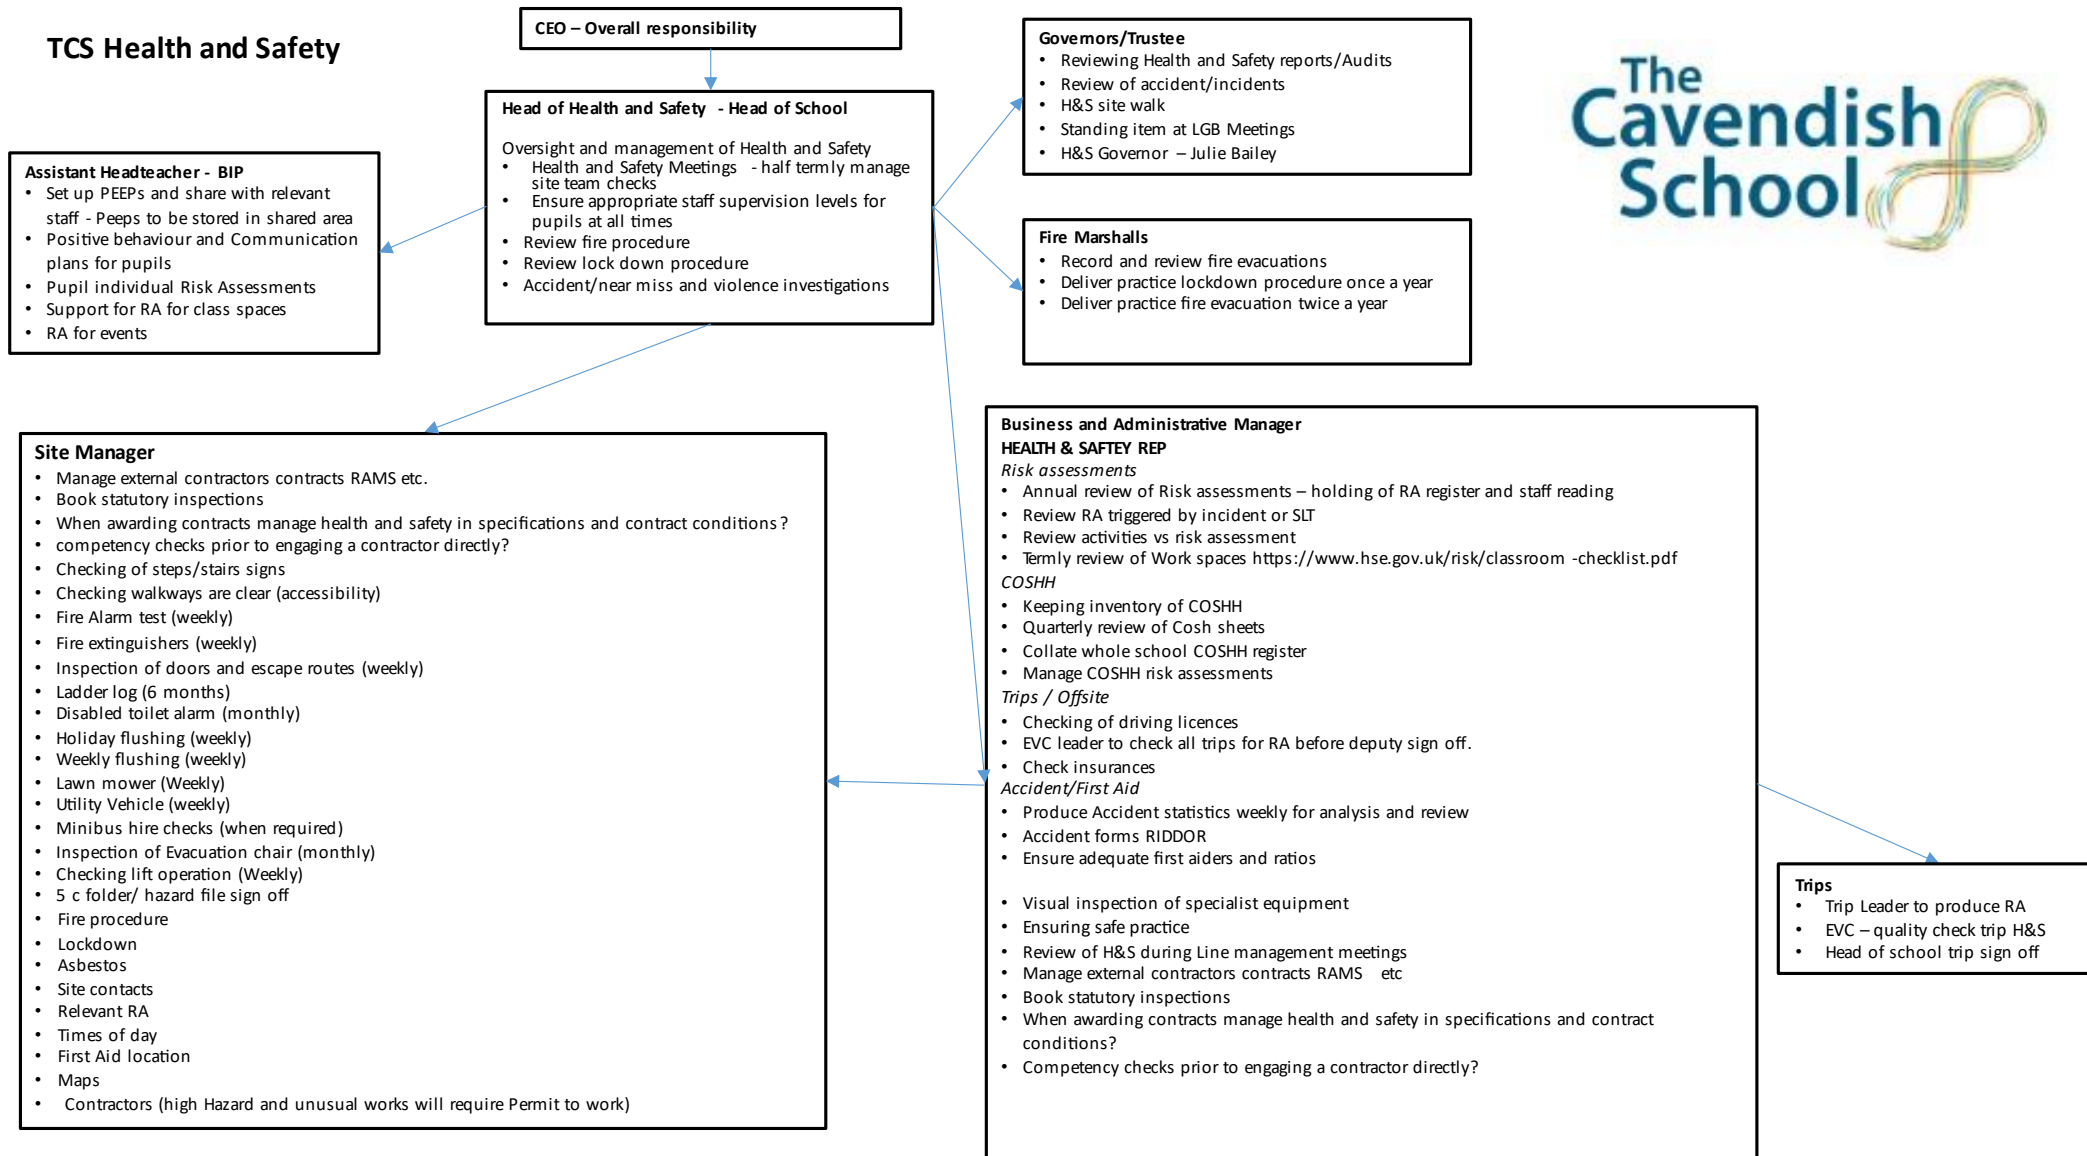 TCS Health and Safety
CEO – Overall responsibility
Head of Health and Safety - Head of School
Oversight and management of Health and Safety
• Health and Safety Meetings - half termly manage
site team checks
• Ensure appropriate staff supervision levels for
pupils at all times
• Review fire procedure
• Review lock down procedure
• Accident/near miss and violence investigations
Governors/Trustee
• Reviewing Health and Safety reports/Audits
• Review of accident/incidents
• H&S site walk
• Standing item at LGB Meetings
• H&S Governor – Julie Bailey
The
Cavendish
School
Assistant Headteacher - BIP
• Set up PEEPs and share with relevant
staff - Peeps to be stored in shared area
• Positive behaviour and Communication
plans for pupils
• Pupil individual Risk Assessments
• Support for RA for class spaces
• RA for events
Fire Marshalls
• Record and review fire evacuations
• Deliver practice lockdown procedure once a year
• Deliver practice fire evacuation twice a year
Site Manager
• Manage external contractors contracts RAMS etc.
• Book statutory inspections
• When awarding contracts manage health and safety in specifications and contract conditions?
• competency checks prior to engaging a contractor directly?
• Checking of steps/stairs signs
• Checking walkways are clear (accessibility)
• Fire Alarm test (weekly)
• Fire extinguishers (weekly)
• Inspection of doors and escape routes (weekly)
• Ladder log (6 months)
• Disabled toilet alarm (monthly)
• Holiday flushing (weekly)
• Weekly flushing (weekly)
• Lawn mower (Weekly)
• Utility Vehicle (weekly)
• Minibus hire checks (when required)
• Inspection of Evacuation chair (monthly)
• Checking lift operation (Weekly)
• 5 c folder/ hazard file sign off
• Fire procedure
• Lockdown
• Asbestos
• Site contacts
• Relevant RA
• Times of day
• First Aid location
• Maps
• Contractors (high Hazard and unusual works will require Permit to work)
Business and Administrative Manager
HEALTH & SAFTEY REP
Risk assessments
• Annual review of Risk assessments – holding of RA register and staff reading
• Review RA triggered by incident or SLT
• Review activities vs risk assessment
• Termly review of Work spaces https://www.hse.gov.uk/risk/classroom -checklist.pdf
COSHH
• Keeping inventory of COSHH
• Quarterly review of Cosh sheets
• Collate whole school COSHH register
• Manage COSHH risk assessments
Trips / Offsite
• Checking of driving licences
• EVC leader to check all trips for RA before deputy sign off.
• Check insurances
Accident/First Aid
• Produce Accident statistics weekly for analysis and review
• Accident forms RIDDOR
• Ensure adequate first aiders and ratios
• Visual inspection of specialist equipment
• Ensuring safe practice
• Review of H&S during Line management meetings
• Manage external contractors contracts RAMS etc
• Book statutory inspections
• When awarding contracts manage health and safety in specifications and contract
conditions?
• Competency checks prior to engaging a contractor directly?
Trips
• Trip Leader to produce RA
• EVC – quality check trip H&S
• Head of school trip sign off